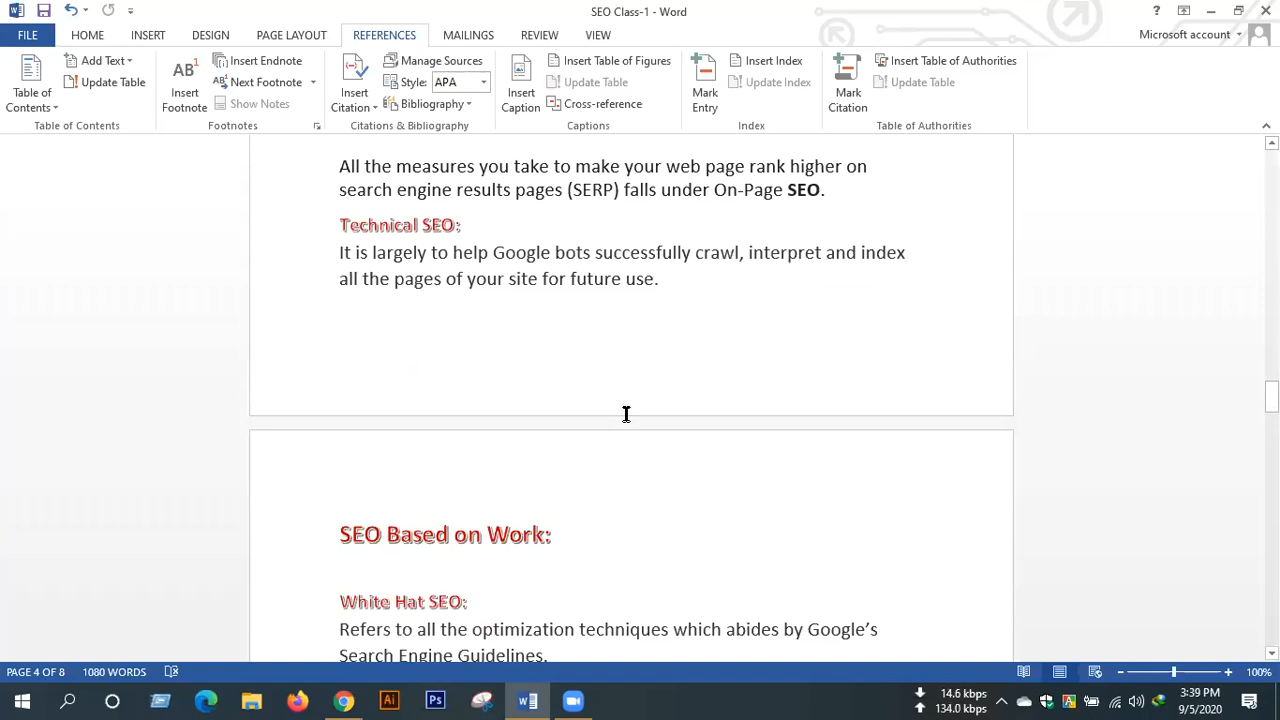 SEO Class-1 - Word
FILE HOME INSERT DESIGN PAGE LAYOUT REFERENCES MAILINGS REVIEW VIEW Microsoft account
Table of Contents
Add Text
Update Table
Table of Contents
AB1
Insert Footnote
Insert Endnote
Next Footnote
Show Notes
Footnotes
Insert Citation
Manage Sources
Style: APA
Bibliography
Citations & Bibliography
Insert Caption
Insert Table of Figures
Update Table
Cross-reference
Captions
Mark Entry
Insert Index
Update Index
Index
Mark Citation
Insert Table of Authorities
Update Table
Table of Authorities
All the measures you take to make your web page rank higher on
search engine results pages (SERP) falls under On-Page SEO.
Technical SEO:
It is largely to help Google bots successfully crawl, interpret and index
all the pages of your site for future use.
SEO Based on Work:
White Hat SEO:
Refers to all the optimization techniques which abides by Google’s
Search Engine Guidelines.
PAGE 4 OF 8 1080 WORDS 100%
Ai Ps 14.6 kbps 3:39 PM
134.0 kbps 9/5/2020